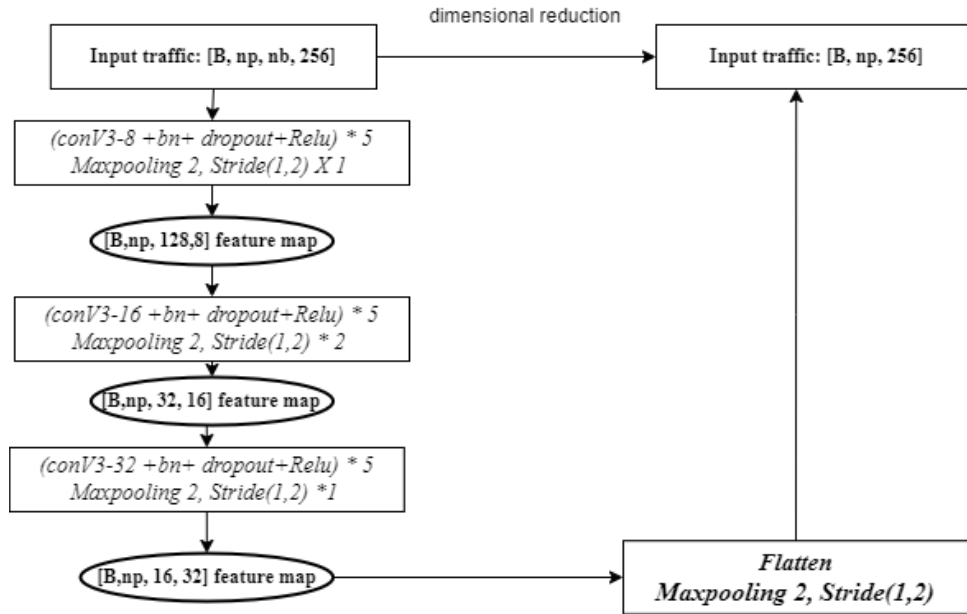 dimensional reduction
Input traffic: [B, np, nb, 256]
Input traffic: [B, np, 256]
(conV3-8 +bn+ dropout+Relu) * 5
Maxpooling 2, Stride(1,2) X 1
[B,np, 128,8] feature map
(conV3-16 +bn+ dropout+Relu) * 5
Maxpooling 2, Stride(1,2) * 2
[B,np, 32, 16] feature map
(conV3-32 +bn+ dropout+Relu) * 5
Maxpooling 2, Stride(1,2) *1
[B,np, 16, 32] feature map
Flatten
Maxpooling 2, Stride(1,2)